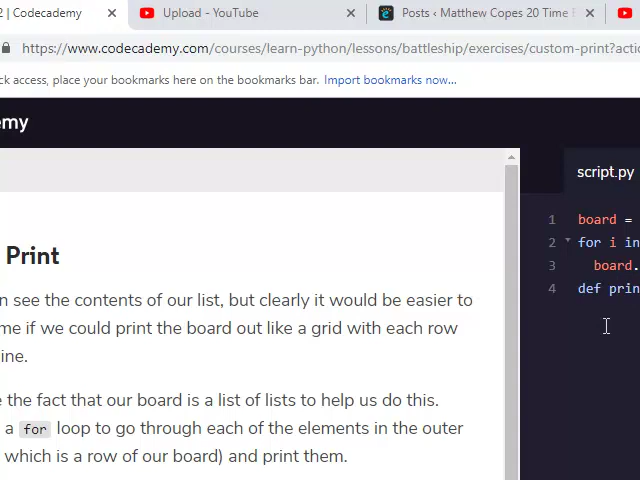 2 | Codecademy
Upload - YouTube
Posts ‹ Matthew Copes 20 Time
https://www.codecademy.com/courses/learn-python/lessons/battleship/exercises/custom-print?actio
ck access, place your bookmarks here on the bookmarks bar. Import bookmarks now...
emy
script.py
Print
n see the contents of our list, but clearly it would be easier to
me if we could print the board out like a grid with each row
ine.
e the fact that our board is a list of lists to help us do this.
a for loop to go through each of the elements in the outer
which is a row of our board) and print them.
1 board =
2 for i in
3 board.
4 def prin